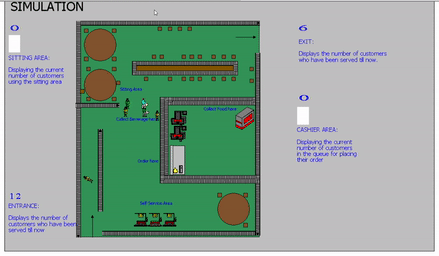 SIMULATION
0
SITTING AREA:
Displaying the current
number of customers
using the sitting area
6
EXIT:
Displays the number of customers
who have been served till now.
Sitting Area
Collect Beverage Here
Collect Food Here
0
CASHIER AREA:
Displaying the current
number of customers
in the queue for placing
their order
Order Here
12
ENTRANCE:
Displays the number of
customers who have been
served till now
Self Service Area